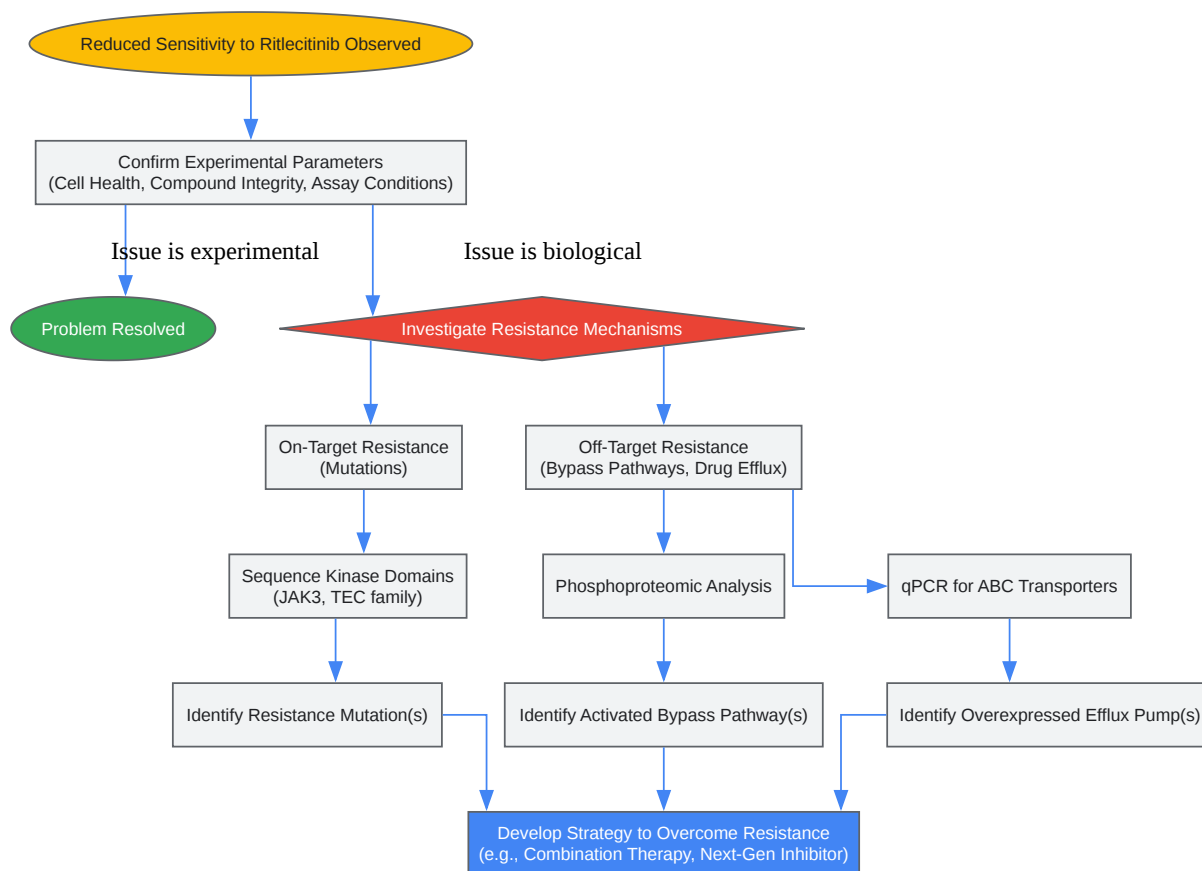 Reduced Sensitivity to Ritlecitinib Observed
Confirm Experimental Parameters
(Cell Health, Compound Integrity, Assay Conditions)
Issue is experimental
Issue is biological
Problem Resolved
Investigate Resistance Mechanisms
On-Target Resistance
(Mutations)
Off-Target Resistance
(Bypass Pathways, Drug Efflux)
Sequence Kinase Domains
(JAK3, TEC family)
Phosphoproteomic Analysis
qPCR for ABC Transporters
Identify Resistance Mutation(s)
Identify Activated Bypass Pathway(s)
Identify Overexpressed Efflux Pump(s)
Develop Strategy to Overcome Resistance
(e.g., Combination Therapy, Next-Gen Inhibitor)